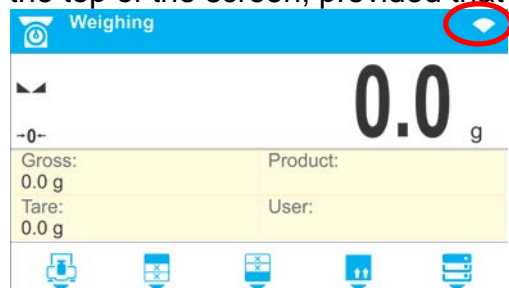 the top of the screen, provided that
Weighing
0.0 g
→0←
Gross: Product:
0.0 g
Tare: User:
0.0 g